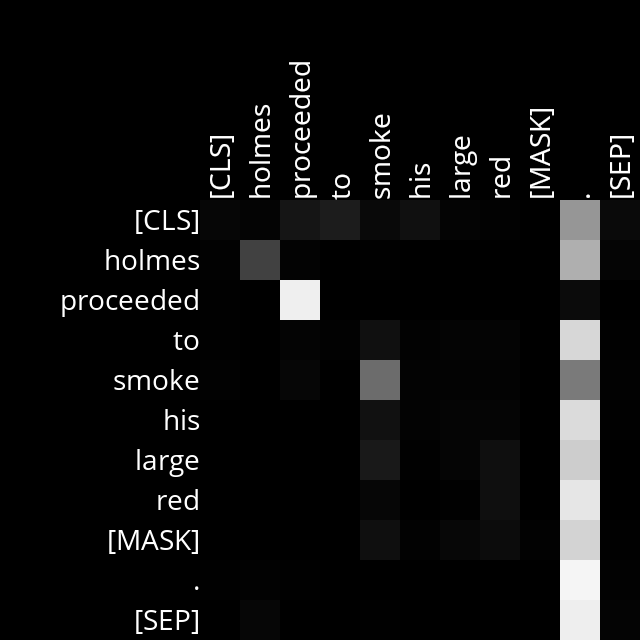 [CLS]
holmes
proceeded
to
smoke
his
large
red
[MASK]
.
[SEP]
[CLS]
holmes
proceeded
to
smoke
his
large
red
[MASK]
.
[SEP]